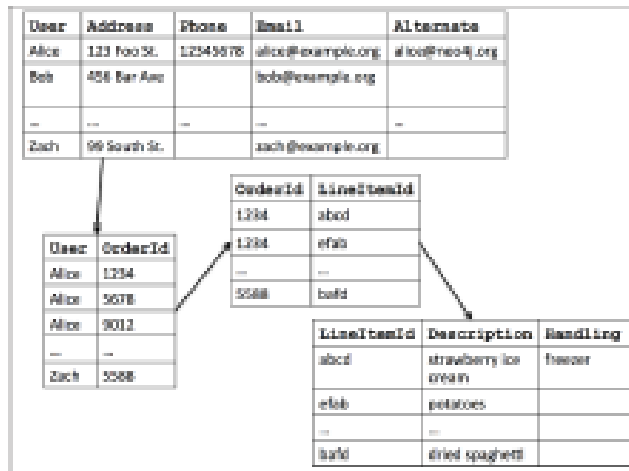 User Address Phone Email Alternate
Alice 123 Foo St. 12345678 alice@example.org alice@neo4j.org
Bob 456 Bar Ave bob@example.org
... ... ... ... ...
Zach 99 South St. zach@example.org
OrderId LineItemId
1234 abcd
1234 efab
... ...
5588 bafd
User OrderId
Alice 1234
Alice 5678
Alice 9012
... ...
Zach 5588
LineItemId Description Handling
abcd strawberry ice freezer
cream
efab potatoes
... ...
bafd dried spaghetti